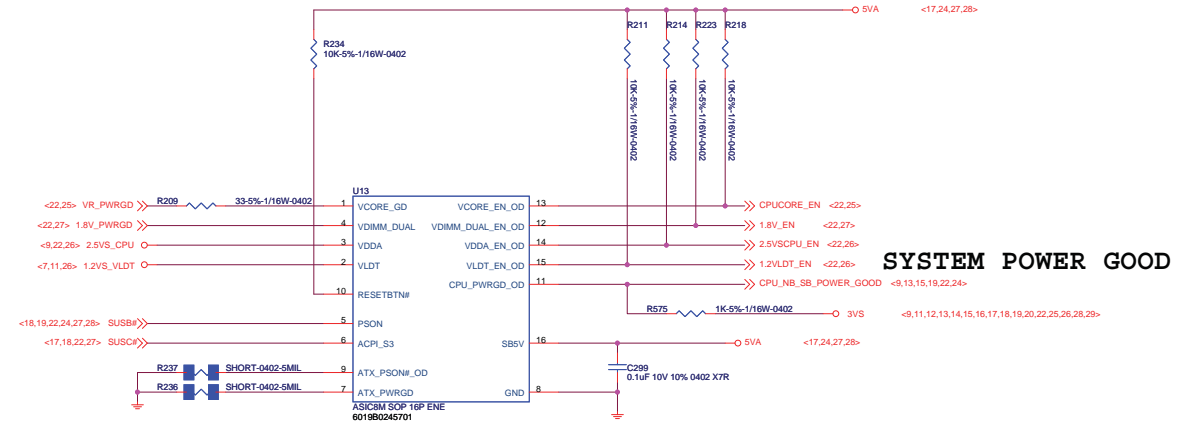 5VA <17,24,27,28>
R211 R214 R223 R218
R234
10K-5%-1/16W-0402
10K-5%-1/16W-0402
10K-5%-1/16W-0402
10K-5%-1/16W-0402
10K-5%-1/16W-0402
U13
<22,25> VR_PWRGD R209 33-5%-1/16W-0402 1 VCORE_GD VCORE_EN_OD 13 CPUCORE_EN <22,25>
<22,27> 1.8V_PWRGD 4 VDIMM_DUAL VDIMM_DUAL_EN_OD 12 1.8V_EN <22,27>
<9,22,26> 2.5VS_CPU 3 VDDA VDDA_EN_OD 14 2.5VSCPU_EN <22,26>
<7,11,26> 1.2VS_VLDT 2 VLDT VLDT_EN_OD 15 1.2VLDT_EN <22,26>
SYSTEM POWER GOOD
CPU_PWRGD_OD 11 CPU_NB_SB_POWER_GOOD <9,13,15,19,22,24>
10 RESETBTN#
R575 1K-5%-1/16W-0402 3VS <9,11,12,13,14,15,16,17,18,19,20,22,25,26,28,29>
<18,19,22,24,27,28> SUSB# 5 PSON
<17,18,22,27> SUSC# 6 ACPI_S3 SB5V 16 5VA <17,24,27,28>
R237 SHORT-0402-5MIL 9 ATX_PSON#_OD
C299
0.1uF 10V 10% 0402 X7R
R236 SHORT-0402-5MIL 7 ATX_PWRGD GND 8
ASIC8M SOP 16P ENE
6019B0245701